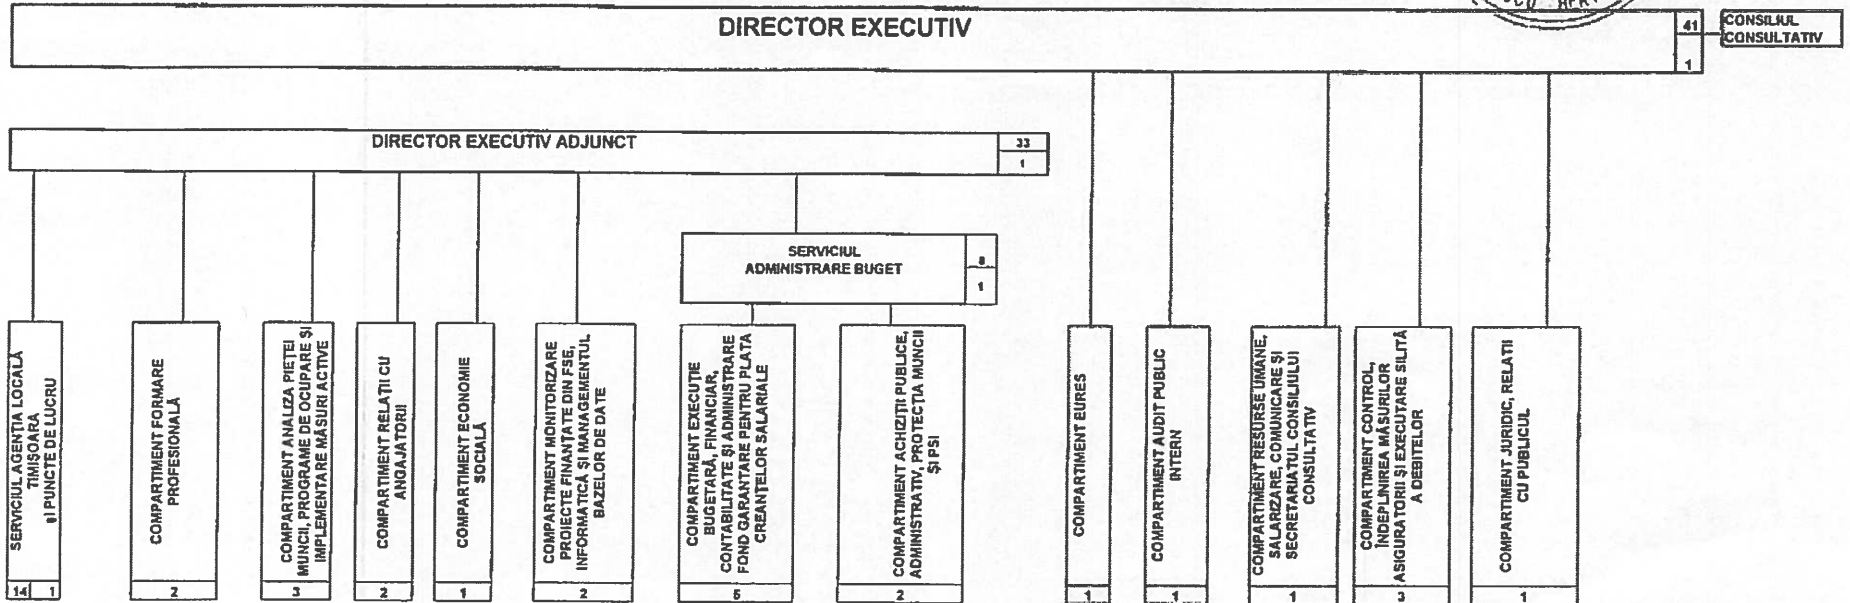 DIRECTOR EXECUTIV
41
1
CONSILIUL
CONSULTATIV
DIRECTOR EXECUTIV ADJUNCT
33
1
SERVICIUL
ADMINISTRARE BUGET
8
1
SERVICIUL AGENȚIA LOCALĂ
TIMIȘOARA
și PUNCTE DE LUCRU
14
1
COMPARTIMENT FORMARE
PROFESIONALĂ
2
COMPARTIMENT ANALIZA PIEȚEI
MUNCII, PROGRAME DE OCUPARE ȘI
IMPLEMENTARE MĂSURI ACTIVE
3
COMPARTIMENT RELAȚII CU
ANGAJATORII
2
COMPARTIMENT ECONOMIE
SOCIALĂ
1
COMPARTIMENT MONITORIZARE
PROIECTE FINANTATE DIN FSE,
INFORMATICĂ ȘI MANAGEMENTUL
BAZELOR DE DATE
2
COMPARTIMENT EXECUȚIE
BUGETARĂ, FINANCIAR,
CONTABILITATE ȘI ADMINISTRARE
FOND GARANTARE PENTRU PLATA
CREANȚELOR SALARIALE
5
COMPARTIMENT ACHIZIȚII PUBLICE,
ADMINISTRATIV, PROTECȚIA MUNCII
ȘI PSI
2
COMPARTIMENT EURES
1
COMPARTIMENT AUDIT PUBLIC
INTERN
1
COMPARTIMENT RESURSE UMANE,
SALARIZARE, COMUNICARE ȘI
SECRETARIATUL CONSILIULUI
CONSULTATIV
1
COMPARTIMENT CONTROL,
ÎNDEPLINIREA MĂSURILOR
ASIGURATORII ȘI EXECUTARE SILITĂ
A DEBITELOR
3
COMPARTIMENT JURIDIC, RELATII
CU PUBLICUL
1